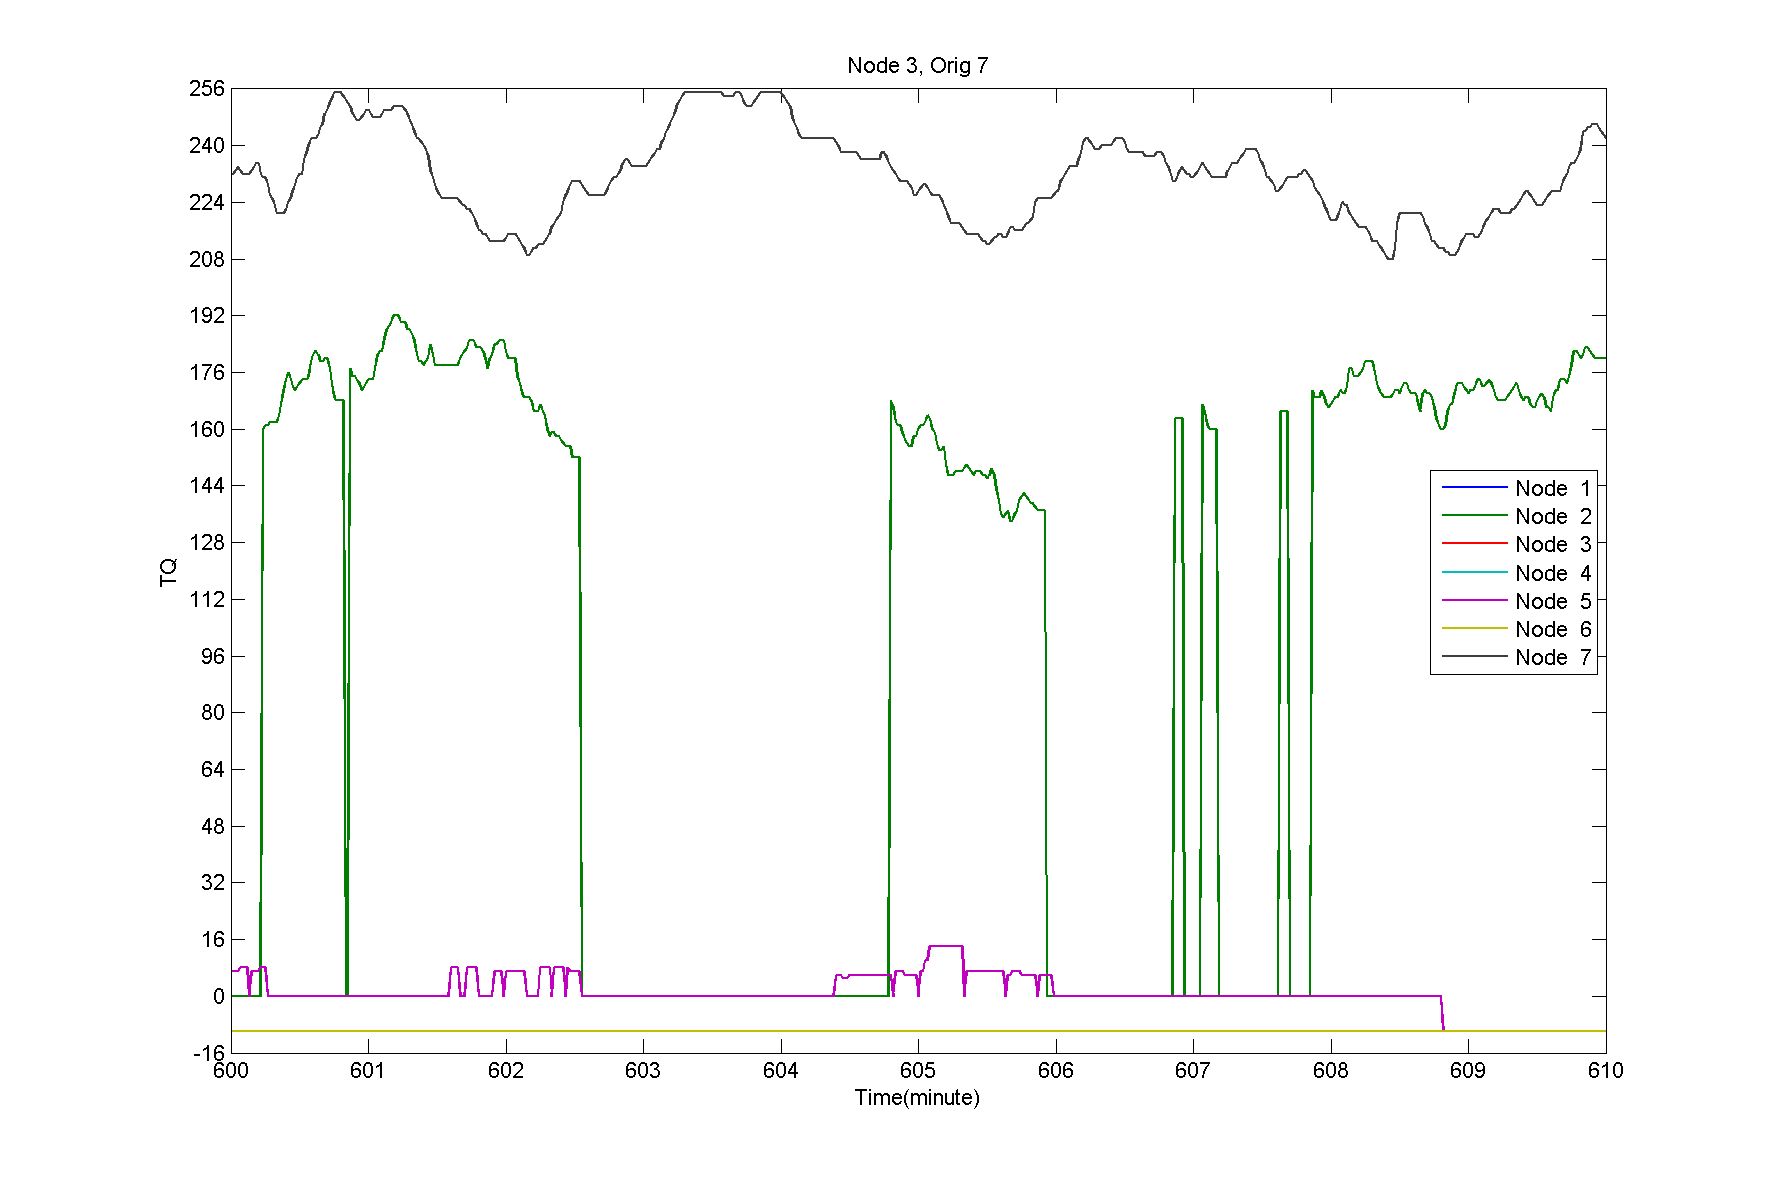 Node 3, Orig 7
256
240
224
208
192
176
160
144
128
112
96
80
64
48
32
16
0
-16
TQ
Node 1
Node 2
Node 3
Node 4
Node 5
Node 6
Node 7
600 601 602 603 604 605 606 607 608 609 610
Time(minute)